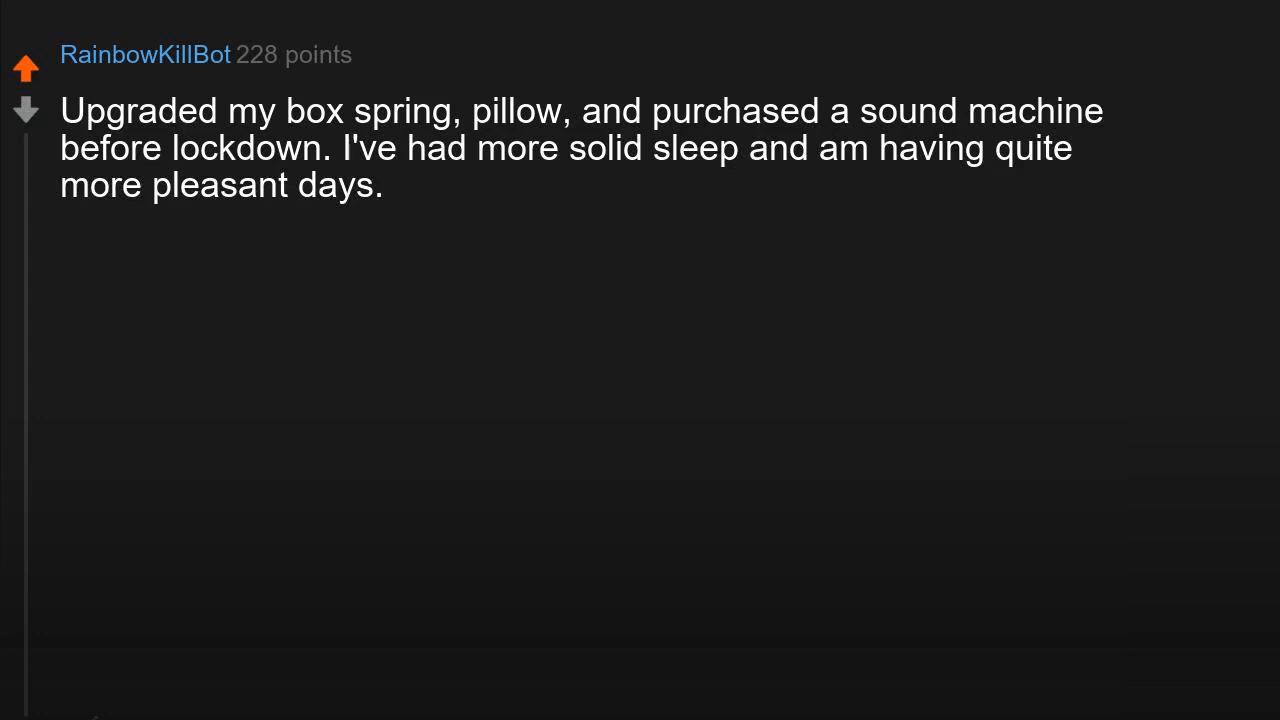 RainbowKillBot 228 points
Upgraded my box spring, pillow, and purchased a sound machine
before lockdown. I've had more solid sleep and am having quite
more pleasant days.